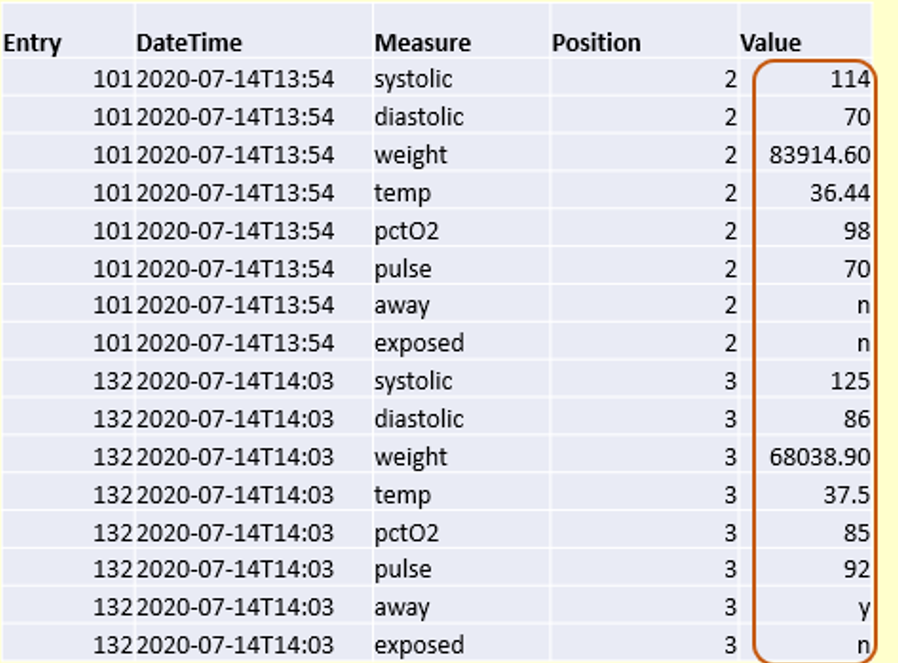 Entry DateTime Measure Position Value
101 2020-07-14T13:54 systolic 2 114
101 2020-07-14T13:54 diastolic 2 70
101 2020-07-14T13:54 weight 2 83914.60
101 2020-07-14T13:54 temp 2 36.44
101 2020-07-14T13:54 pctO2 2 98
101 2020-07-14T13:54 pulse 2 70
101 2020-07-14T13:54 away 2 n
101 2020-07-14T13:54 exposed 2 n
132 2020-07-14T14:03 systolic 3 125
132 2020-07-14T14:03 diastolic 3 86
132 2020-07-14T14:03 weight 3 68038.90
132 2020-07-14T14:03 temp 3 37.5
132 2020-07-14T14:03 pctO2 3 85
132 2020-07-14T14:03 pulse 3 92
132 2020-07-14T14:03 away 3 y
132 2020-07-14T14:03 exposed 3 n